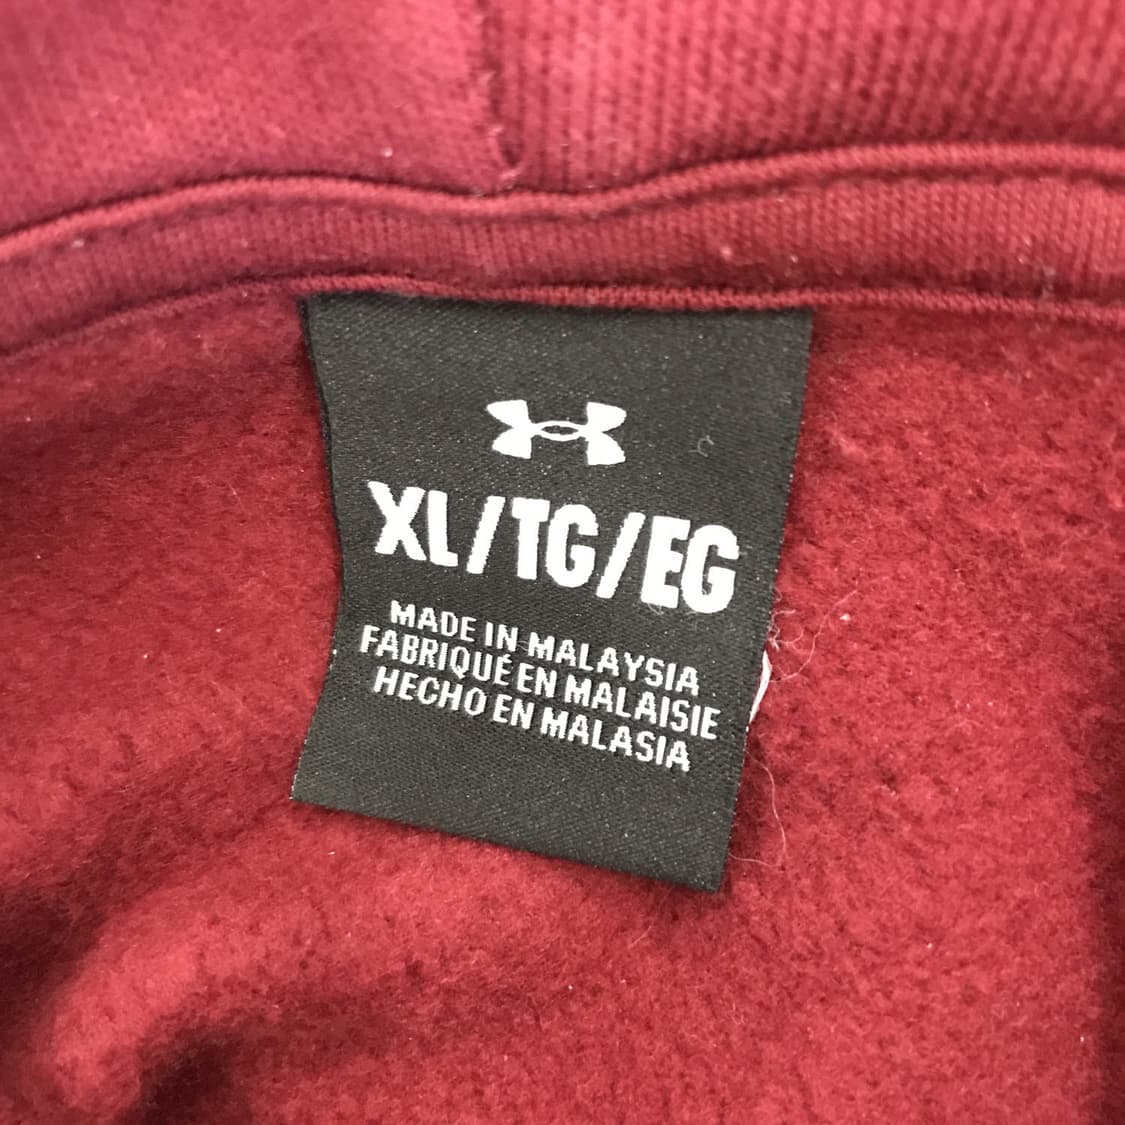 XL/TG/EG
MADE IN MALAYSIA
FABRIQUÉ EN MALAISIE
HECHO EN MALASIA